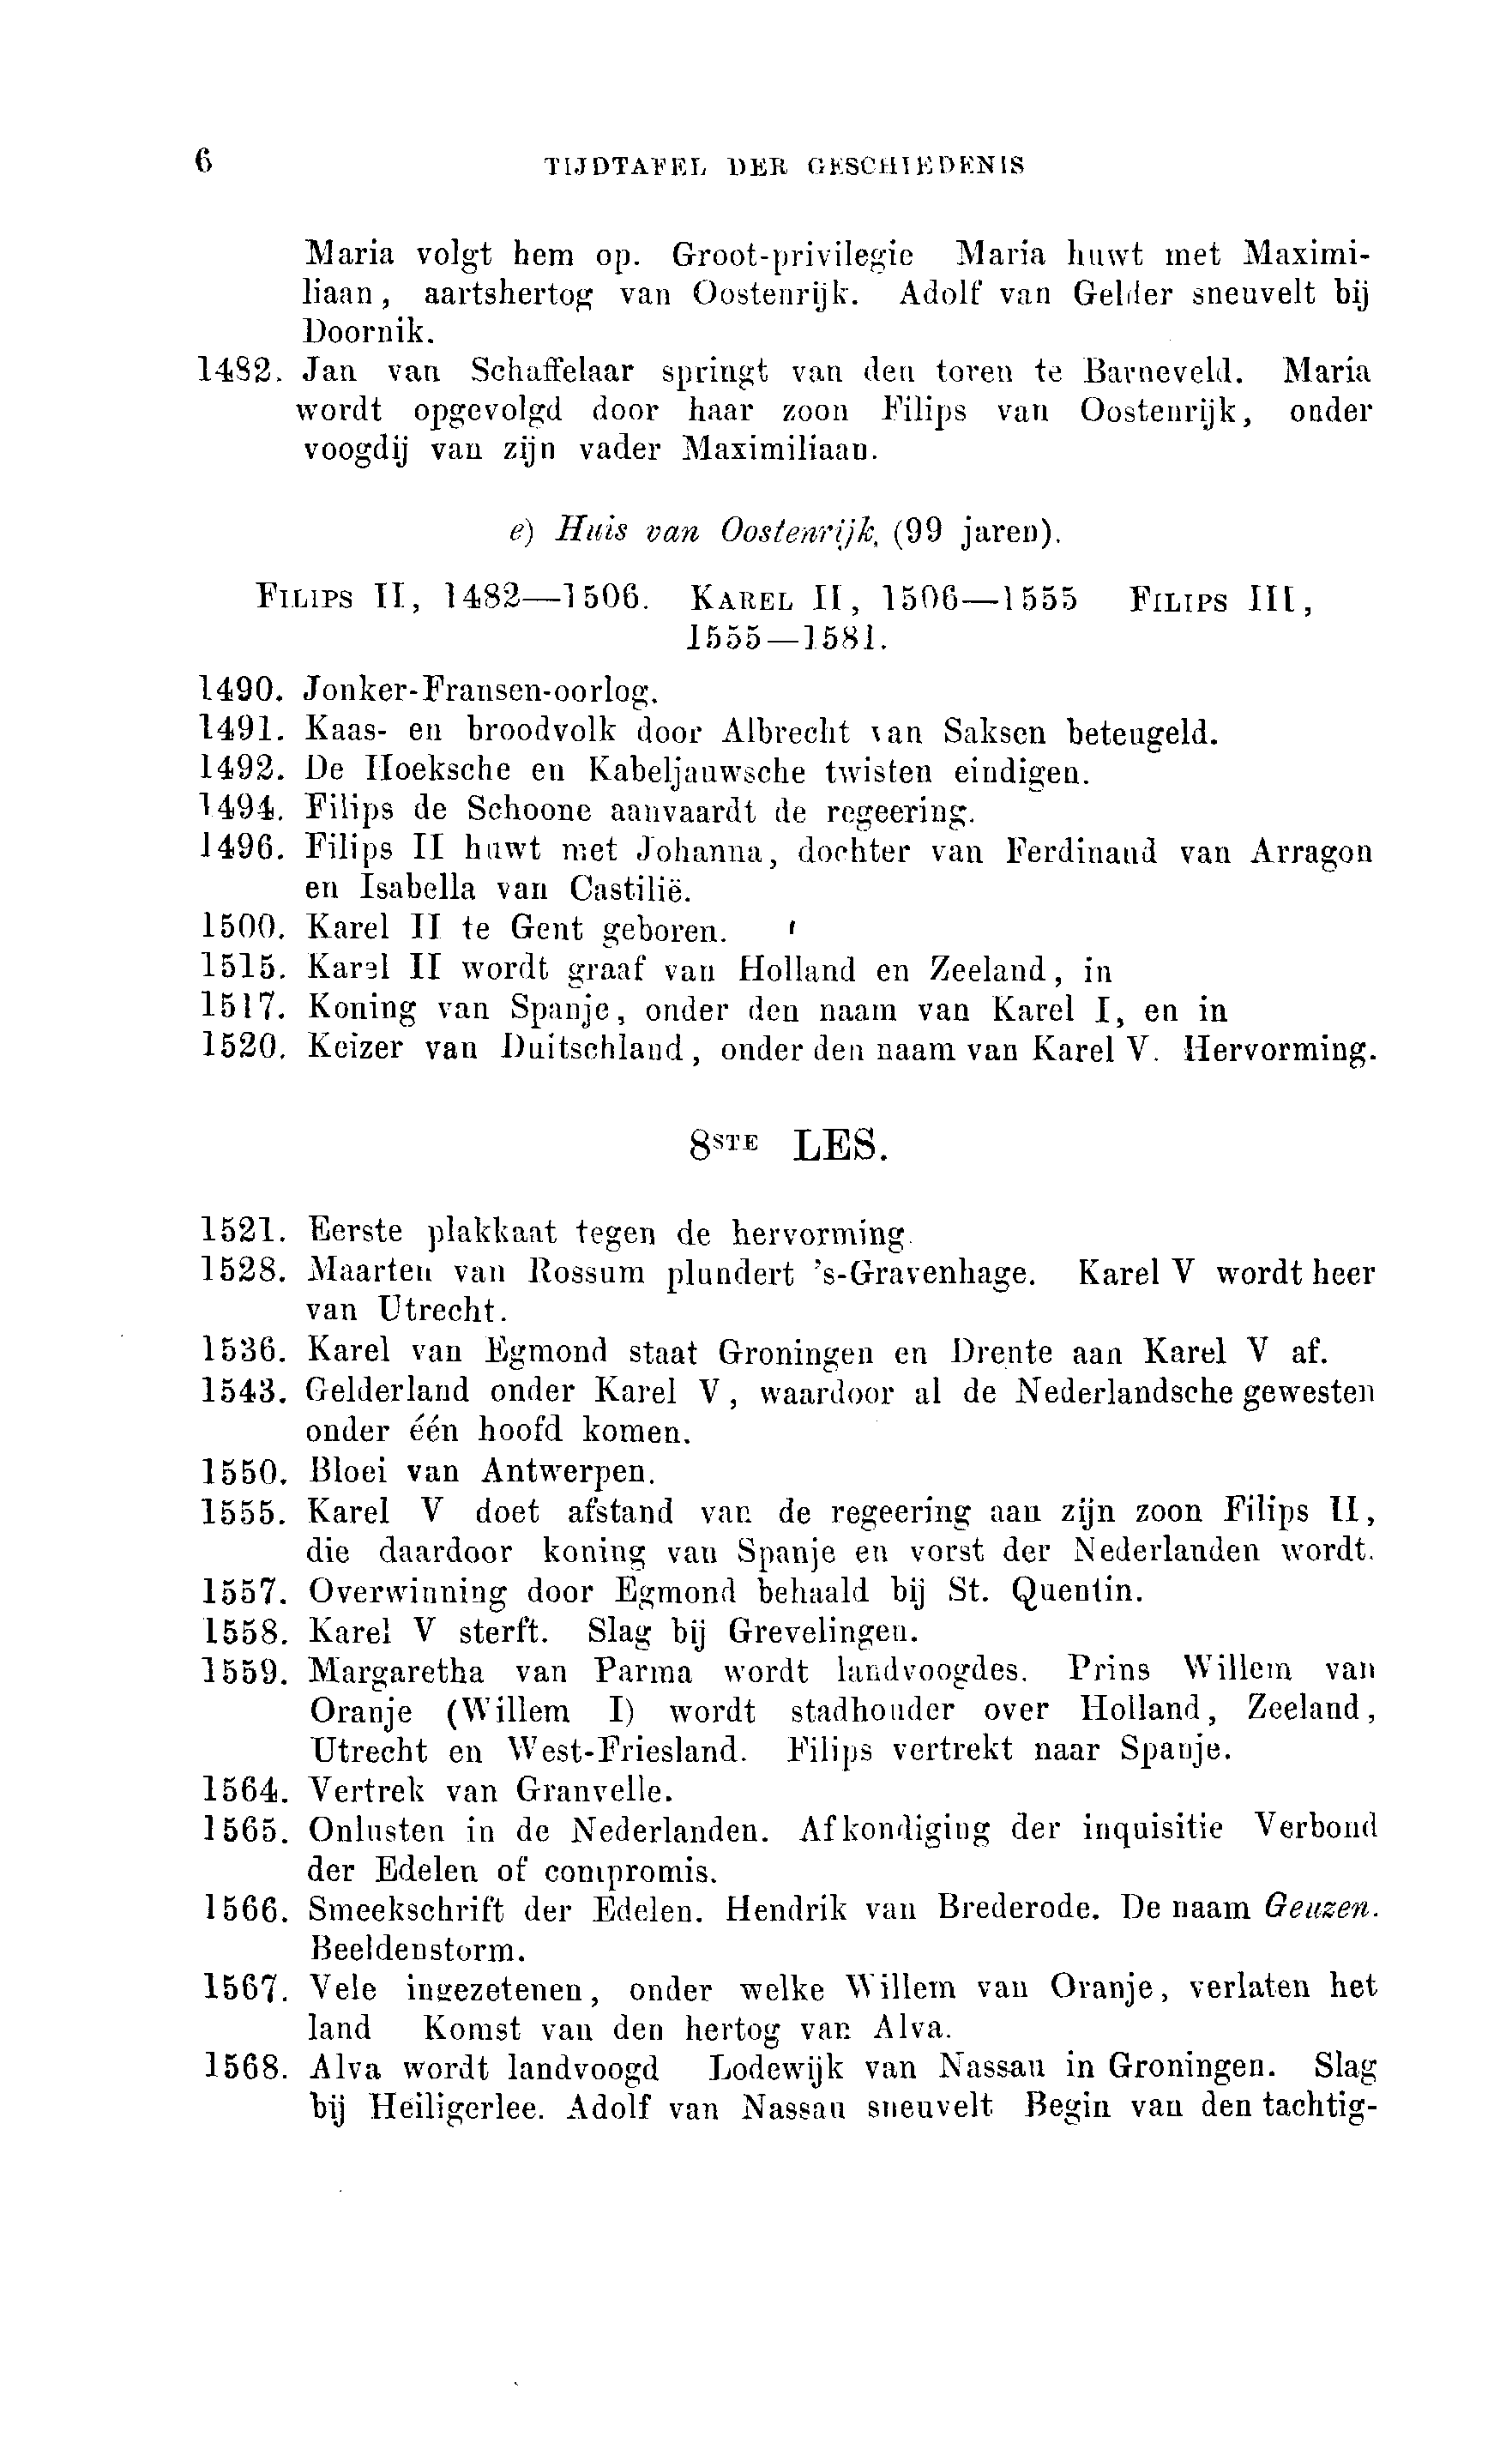 6 TIJDTAFEL DER GESCHIEDENIS
Maria volgt hem op. Groot-privilegie Maria huwt met Maximi-
liaan, aartshertog van Oostenrijk. Adolf van Gelder sneuvelt bij
Doornik.
1482. Jan van Schaffelaar springt van den toren te Barneveld. Maria
wordt opgevolgd door haar zoon Filips van Oostenrijk, onder
voogdij van zijn vader Maximiliaan.
e) Huis van Oostenrijk, (99 jaren).
FILIPS II, 1482—1506. KAREL II, 1506—1555 FILIPS III,
1555—1581.
1490. Jonker-Fransen-oorlog.
1491. Kaas- en broodvolk door Albrecht van Saksen beteugeld.
1492. De Hoeksche en Kabeljauwsche twisten eindigen.
1494. Filips de Schoone aanvaardt de regeering.
1496. Filips II huwt met Johanna, dochter van Ferdinand van Arragon
en Isabella van Castilië.
1500. Karel II te Gent geboren.
1515. Karel II wordt graaf van Holland en Zeeland, in
1517. Koning van Spanje, onder den naam van Karel I, en in
1520. Keizer van Duitschland, onder den naam van Karel V. Hervorming.
8STE LES.
1521. Eerste plakkaat tegen de hervorming.
1528. Maarten van Rossum plundert 's-Gravenhage. Karel V wordt heer
van Utrecht.
1536. Karel van Egmond staat Groningen en Drente aan Karel V af.
1543. Gelderland onder Karel V, waardoor al de Nederlandsche gewesten
onder één hoofd komen.
1550. Bloei van Antwerpen.
1555. Karel V doet afstand van de regeering aan zijn zoon Filips II,
die daardoor koning van Spanje en vorst der Nederlanden wordt.
1557. Overwinning door Egmond behaald bij St. Quentin.
1558. Karel V sterft. Slag bij Grevelingen.
1559. Margaretha van Parma wordt landvoogdes. Prins Willem van
Oranje (Willem I) wordt stadhouder over Holland, Zeeland,
Utrecht en West-Friesland. Filips vertrekt naar Spanje.
1564. Vertrek van Granvelle.
1565. Onlusten in de Nederlanden. Afkondiging der inquisitie Verbond
der Edelen of compromis.
1566. Smeekschrift der Edelen. Hendrik van Brederode. De naam Geuzen.
Beeldenstorm.
1567. Vele ingezetenen, onder welke Willem van Oranje, verlaten het
land Komst van den hertog van Alva.
1568. Alva wordt landvoogd Lodewijk van Nassau in Groningen. Slag
bij Heiligerlee. Adolf van Nassau sneuvelt Begin van den tachtig-